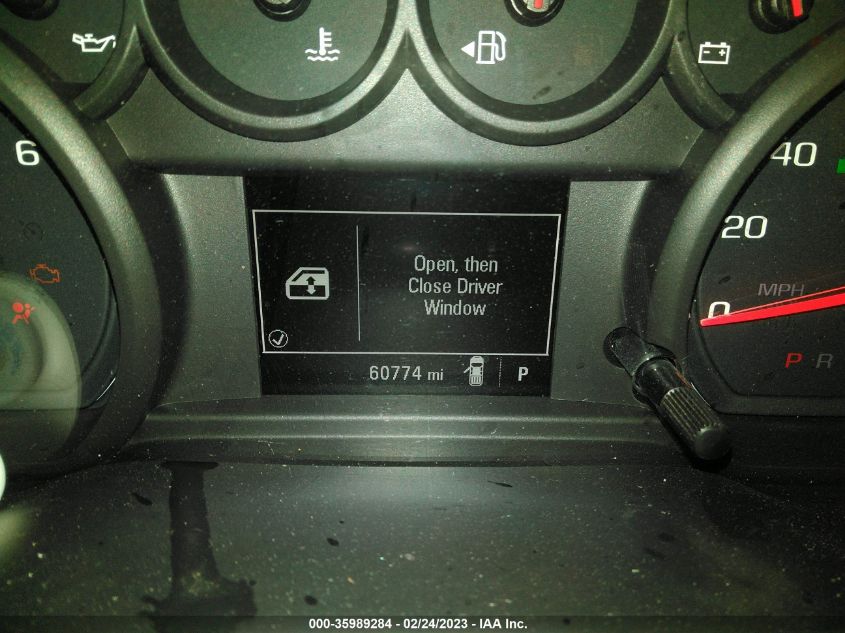 6
40
20
MPH
0
Open, then
Close Driver
Window
60774 mi
P
P R
000-35989284 - 02/24/2023 - IAA Inc.